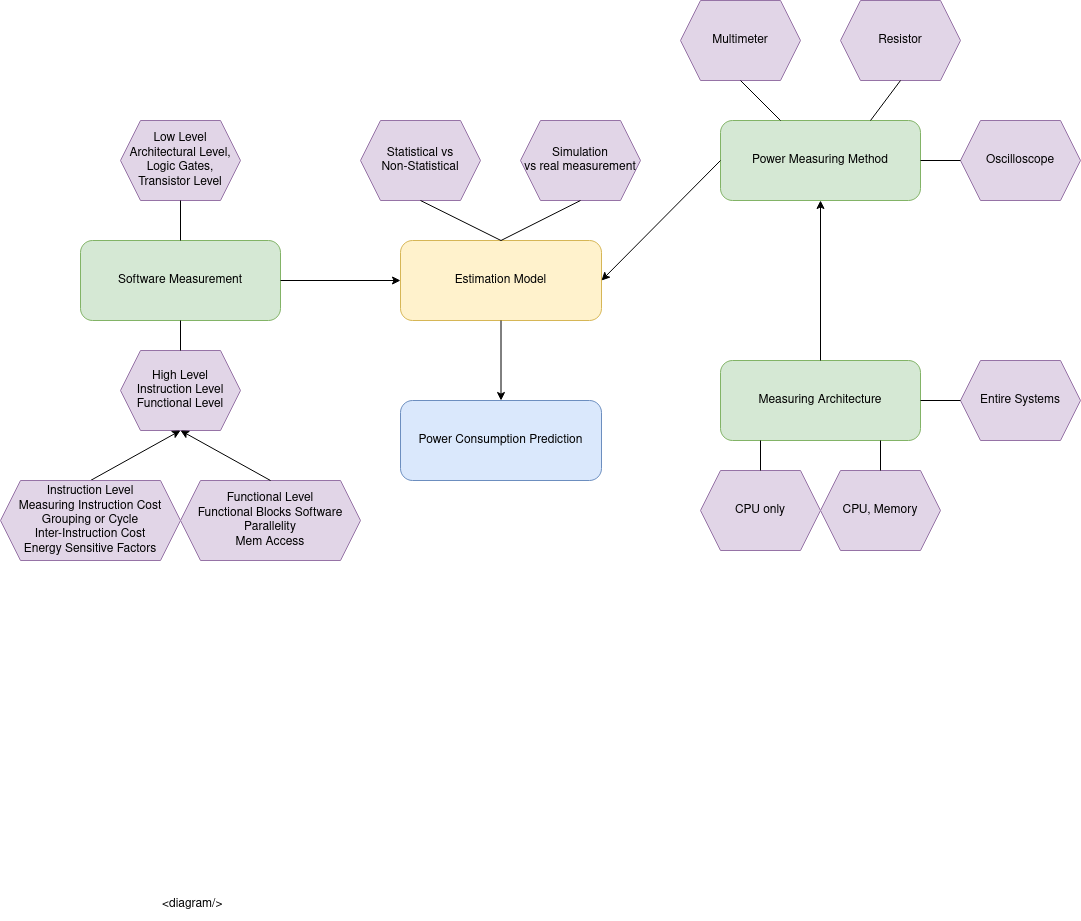 Multimeter
Resistor
Low Level
Architectural Level,
Logic Gates,
Transistor Level
Statistical vs
Non-Statistical
Simulation
vs real measurement
Power Measuring Method
Oscilloscope
Software Measurement
Estimation Model
High Level
Instruction Level
Functional Level
Power Consumption Prediction
Measuring Architecture
Entire Systems
Instruction Level
Measuring Instruction Cost
Grouping or Cycle
Inter-Instruction Cost
Energy Sensitive Factors
Functional Level
Functional Blocks Software
Parallelity
Mem Access
CPU only
CPU, Memory
<diagram/>